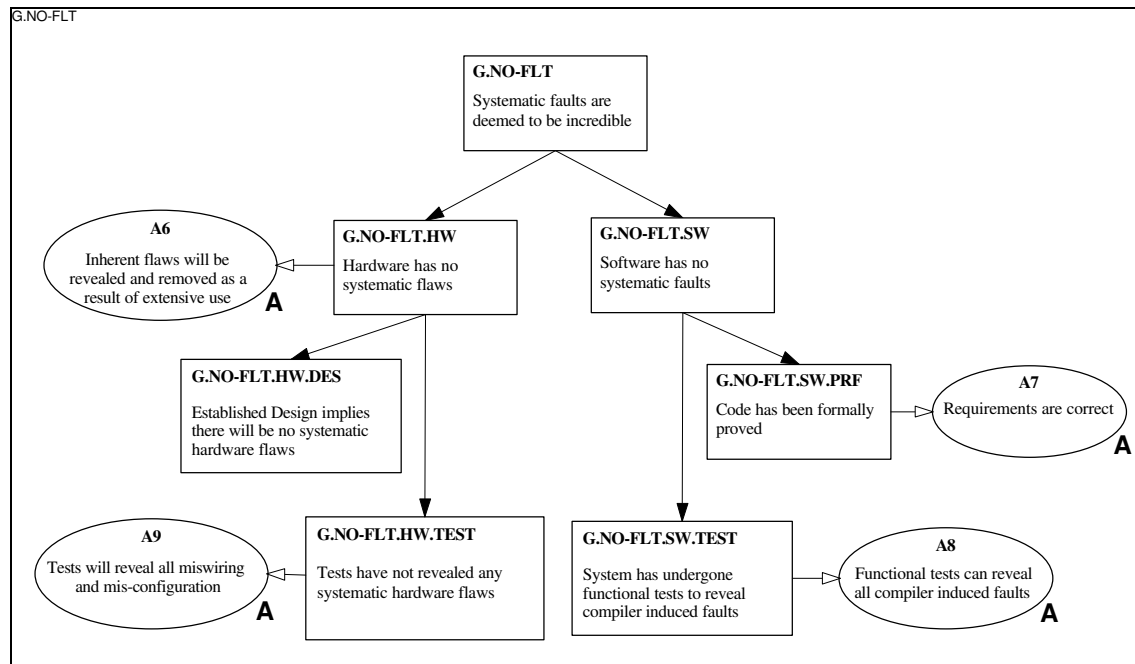 G.NO-FLT
G.NO-FLT
Systematic faults are
deemed to be incredible
A6
Inherent flaws will be
revealed and removed as a
result of extensive use
A
G.NO-FLT.HW
Hardware has no
systematic flaws
G.NO-FLT.SW
Software has no
systematic faults
G.NO-FLT.HW.DES
Established Design implies
there will be no systematic
hardware flaws
G.NO-FLT.SW.PRF
Code has been formally
proved
A7
Requirements are correct
A
A9
Tests will reveal all miswiring
and mis-configuration
A
G.NO-FLT.HW.TEST
Tests have not revealed any
systematic hardware flaws
G.NO-FLT.SW.TEST
System has undergone
functional tests to reveal
compiler induced faults
A8
Functional tests can reveal
all compiler induced faults
A